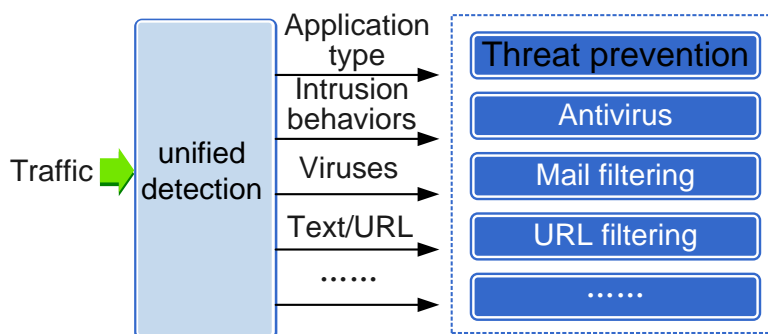 Traffic
unified
detection
Application
type
Intrusion
behaviors
Viruses
Text/URL
……
Threat prevention
Antivirus
Mail filtering
URL filtering
……